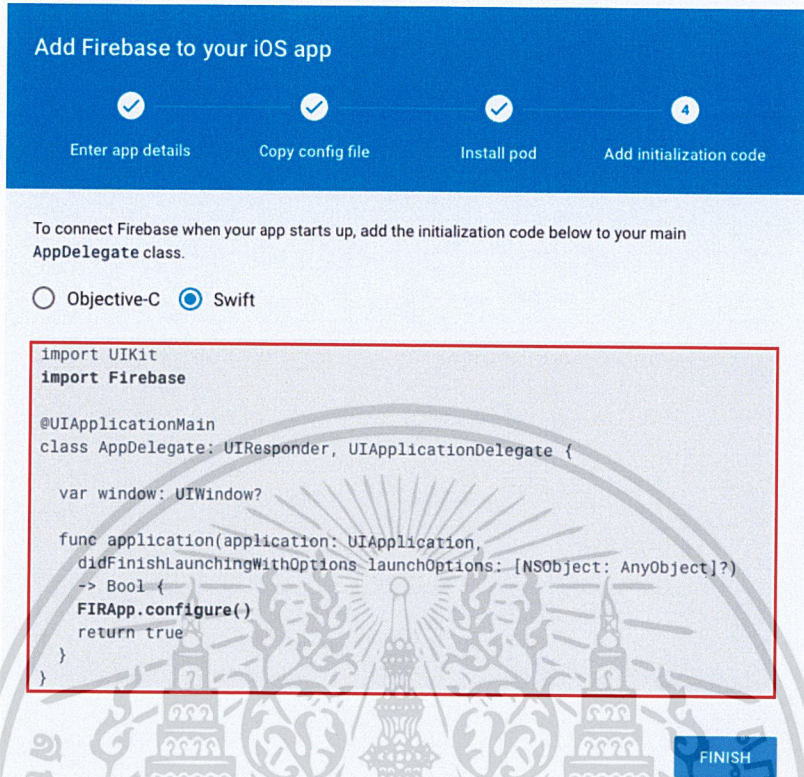 Add Firebase to your iOS app
4
Enter app details Copy config file Install pod Add initialization code
To connect Firebase when your app starts up, add the initialization code below to your main
AppDelegate class.
Objective-C Swift
import UIKit
import Firebase
@UIApplicationMain
class AppDelegate: UIResponder, UIApplicationDelegate {
var window: UIWindow?
func application(application: UIApplication,
didFinishLaunchingWithOptions launchOptions: [NSObject: AnyObject]?)
-> Bool {
FIRApp.configure()
return true
}
}
FINISH